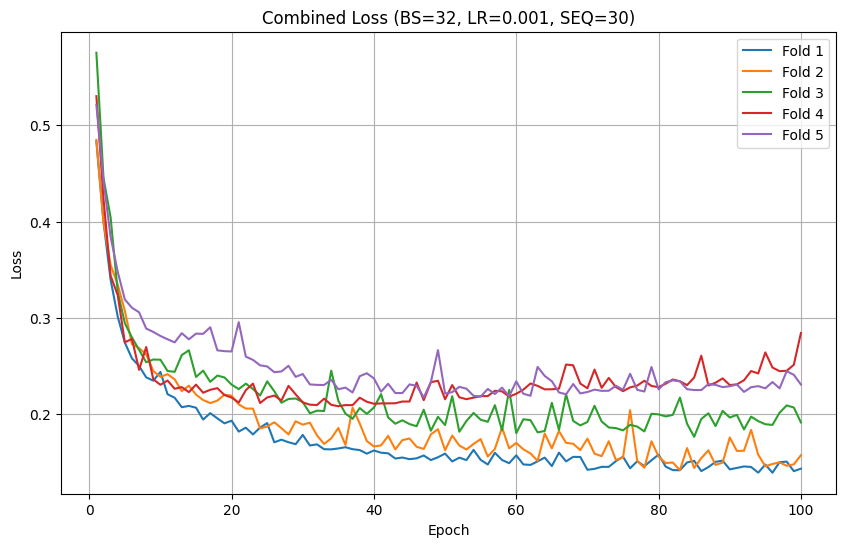 Combined Loss (BS=32, LR=0.001, SEQ=30)
Fold 1
Fold 2
Fold 3
Fold 4
Fold 5
Loss
0.5
0.4
0.3
0.2
0 20 40 60 80 100
Epoch